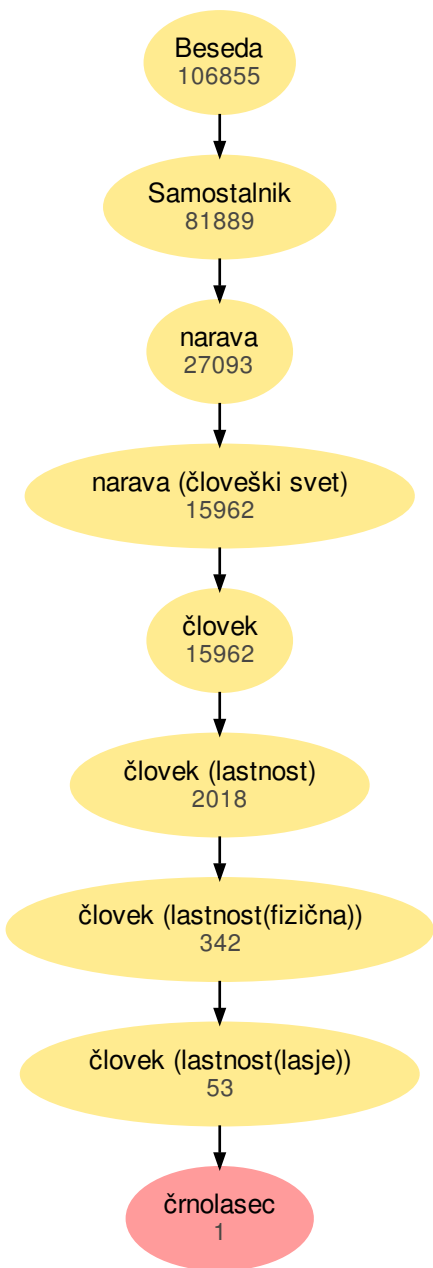 Beseda
106855
Samostalnik
81889
narava
27093
narava (človeški svet)
15962
človek
15962
človek (lastnost)
2018
človek (lastnost(fizična))
342
človek (lastnost(lasje))
53
črnolasec
1